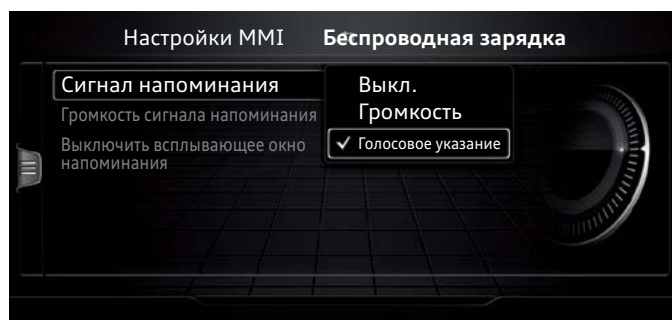 Настройки MMI Беспроводная зарядка
Сигнал напоминания
Громкость сигнала напоминания
Выключить всплывающее окно
напоминания
Выкл.
Громкость
Голосовое указание